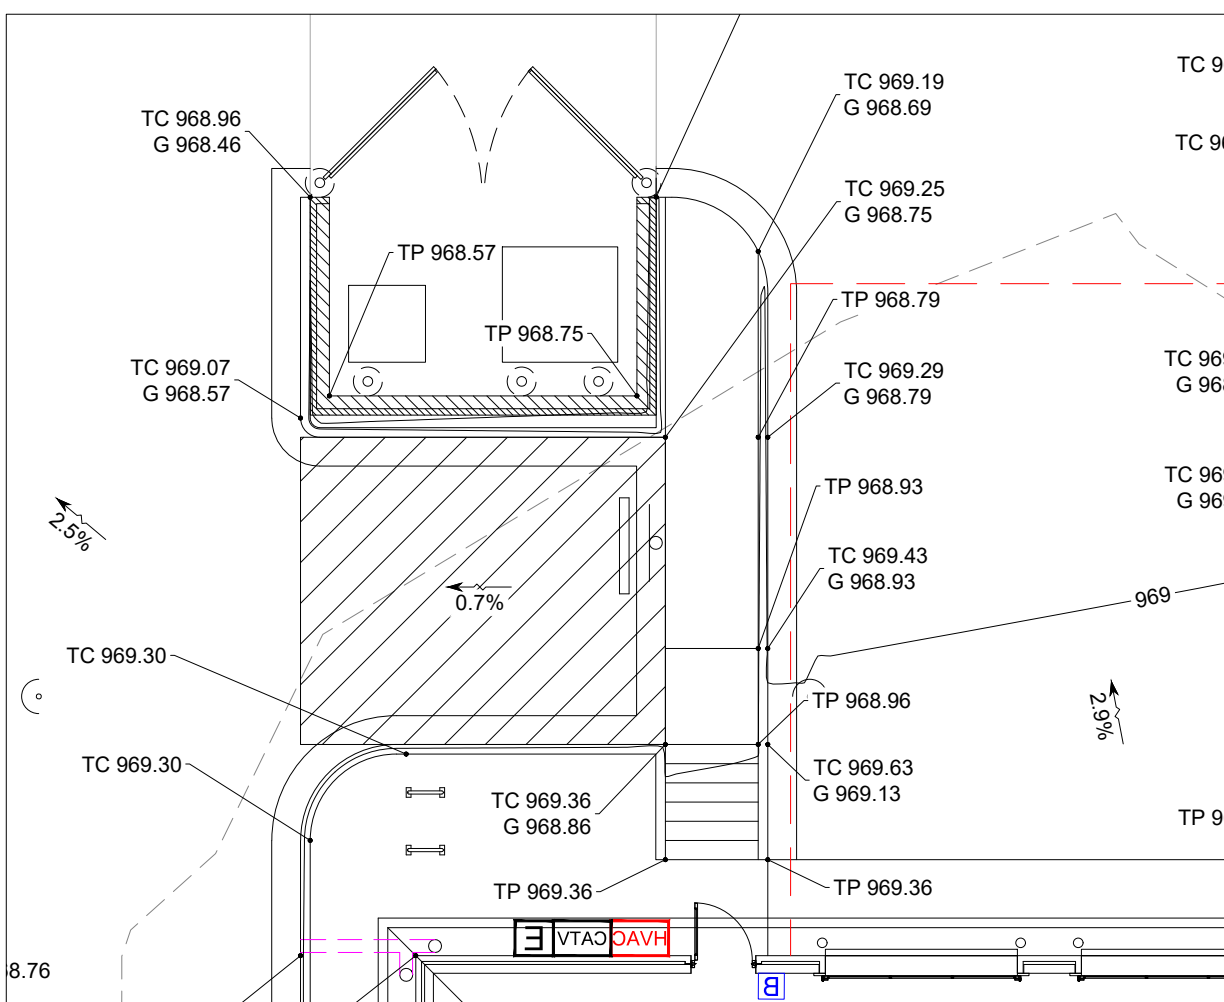 TC 968.96
G 968.46
TC 969.19
G 968.69
TC 969.25
G 968.75
TP 968.57
TP 968.79
TP 968.75
TC 969.07
G 968.57
TC 969.29
G 968.79
TP 968.93
2.5%
TC 969.43
G 968.93
0.7%
969
TC 969.30
TP 968.96
2.9%
TC 969.30
TC 969.63
G 969.13
TC 969.36
G 968.86
TP 969.36
TP 969.36
E
CATV
HVAC
B